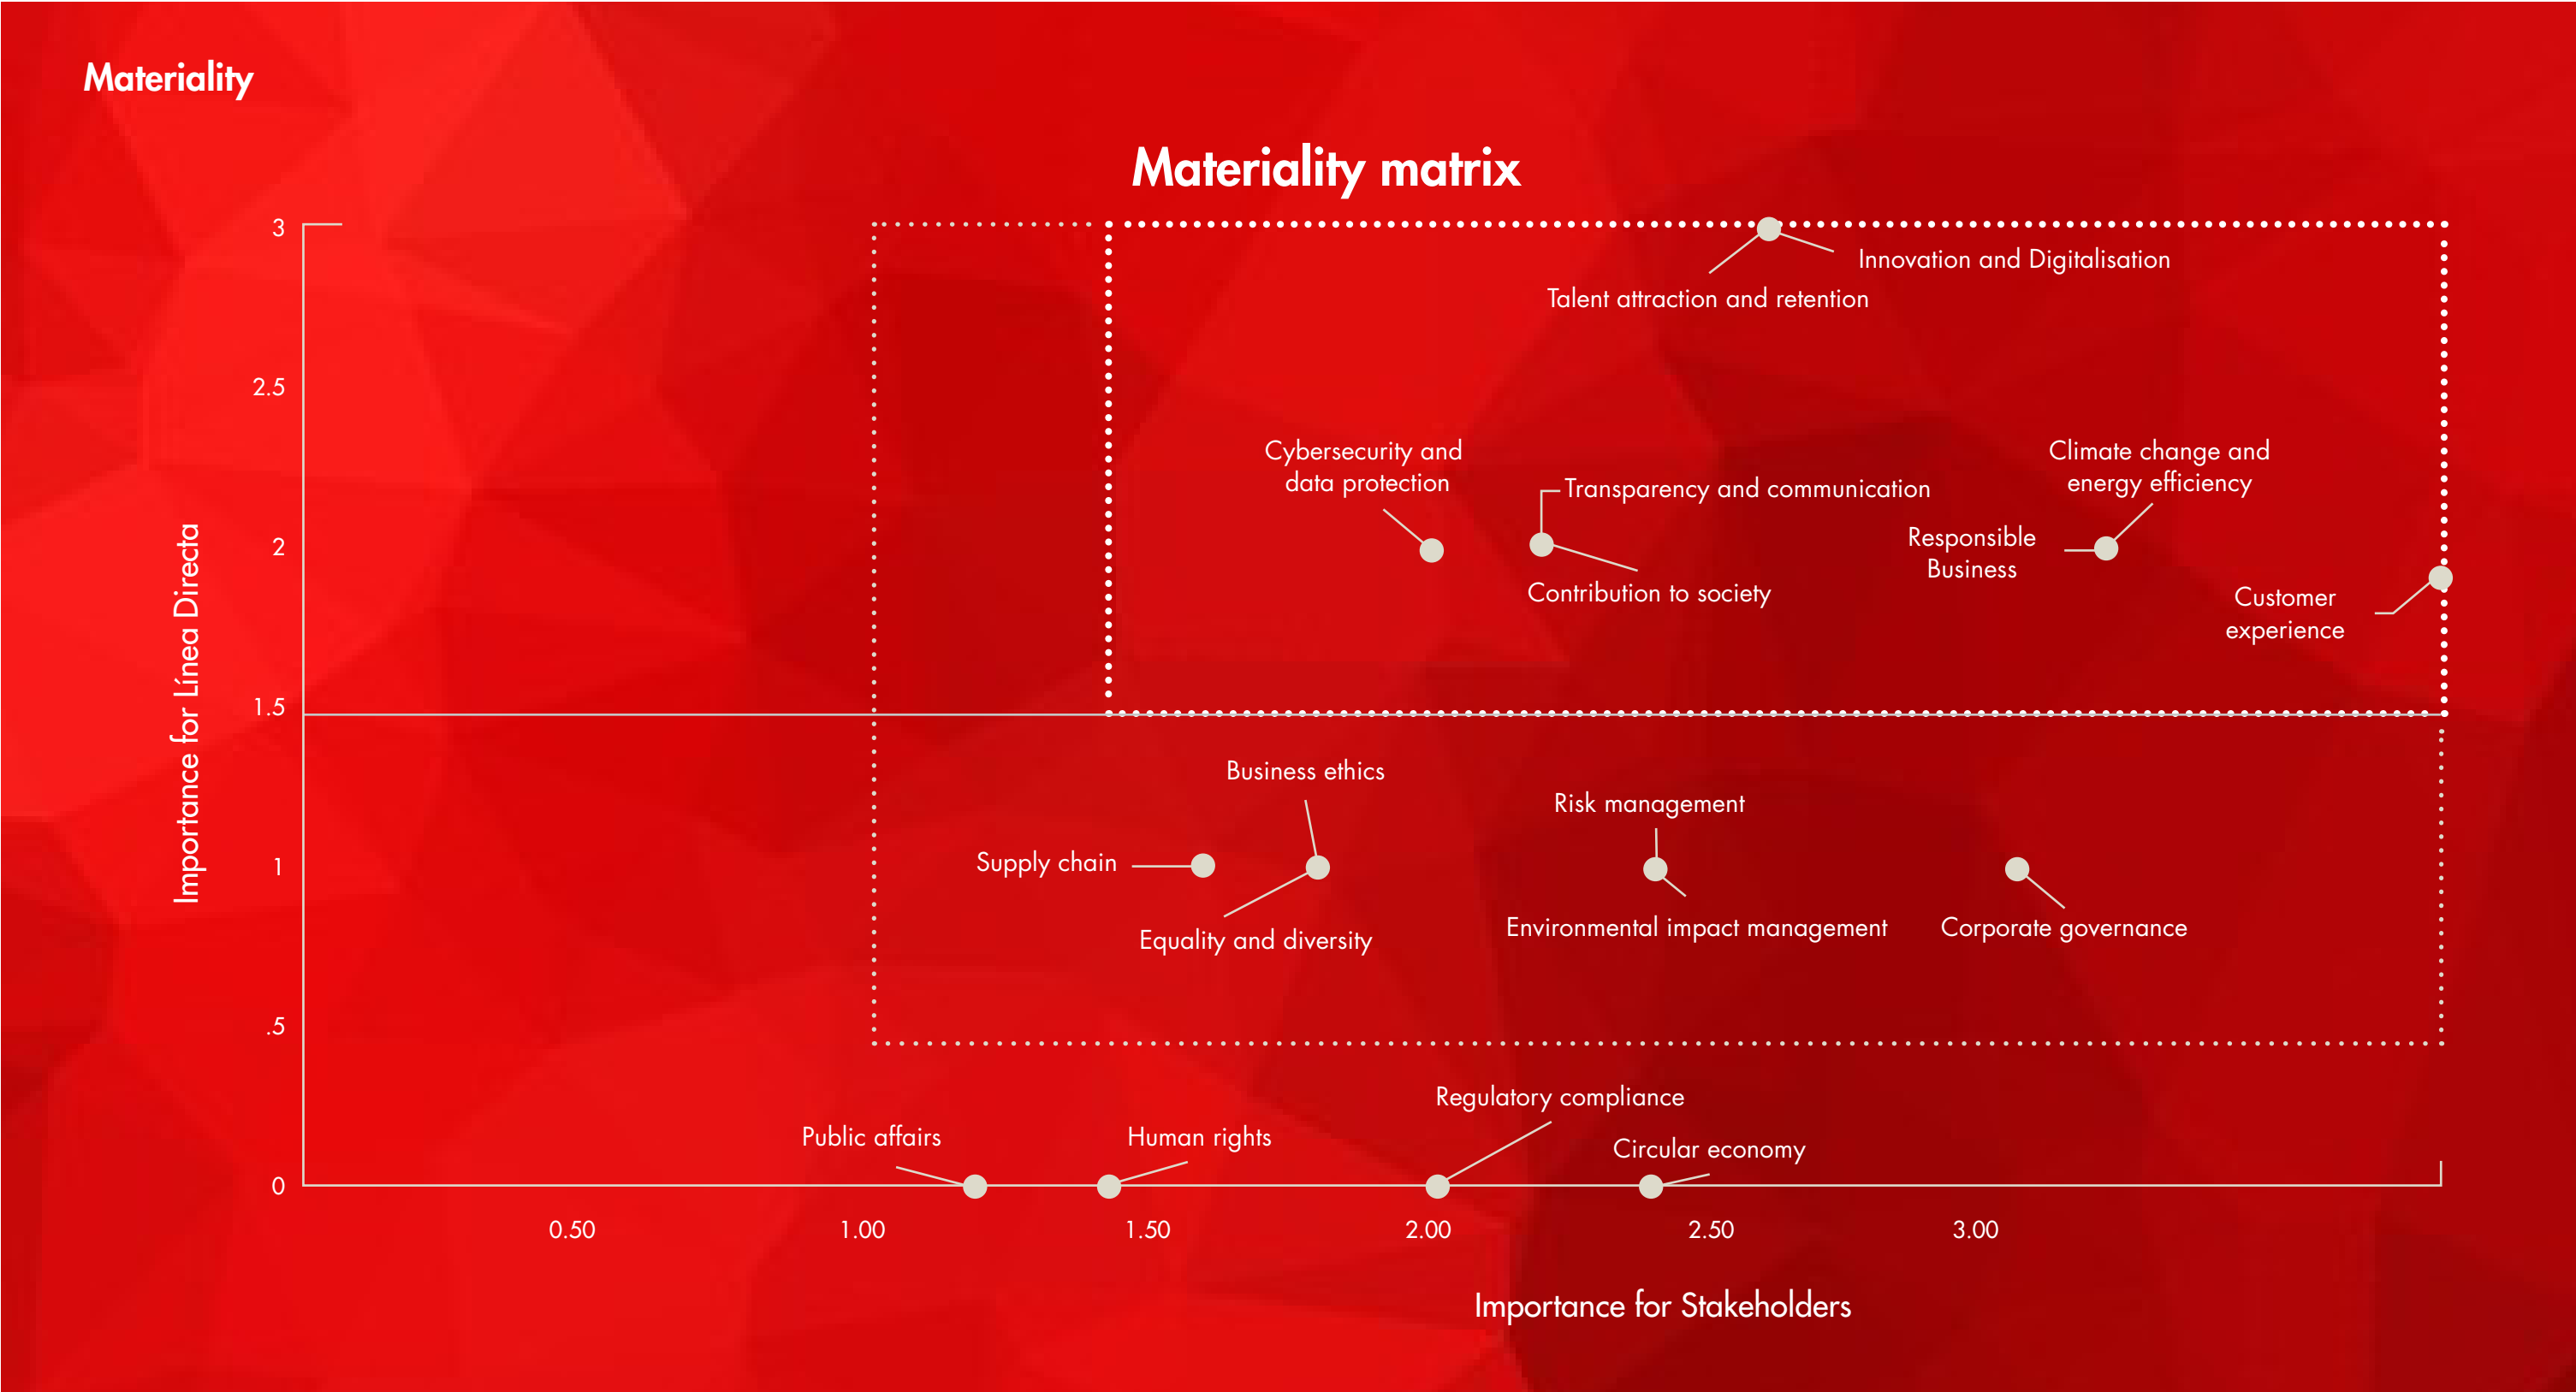 Materiality
Materiality matrix
3
Innovation and Digitalisation
Talent attraction and retention
2.5
Cybersecurity and
data protection
Transparency and communication
Climate change and
energy efficiency
2
Responsible
Business
Contribution to society
Customer
experience
Importance for Línea Directa
1.5
Business ethics
Risk management
1
Supply chain
Equality and diversity
Environmental impact management
Corporate governance
.5
Regulatory compliance
Public affairs
Human rights
Circular economy
0
0.50
1.00
1.50
2.00
2.50
3.00
Importance for Stakeholders